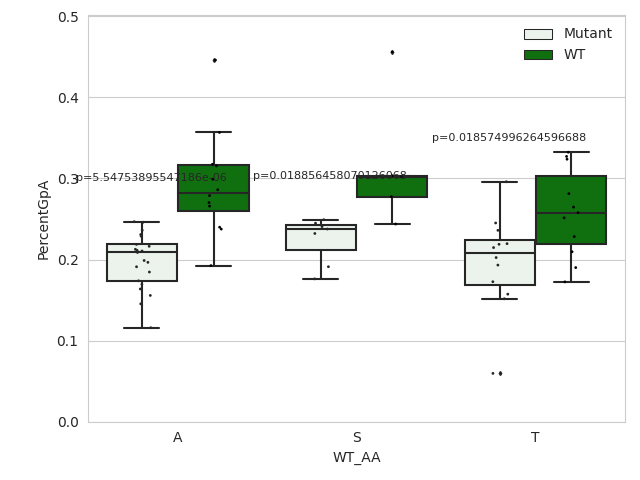 0.5
Mutant
WT
0.4
p=0.018574996264596688
0.3
p=5.54753895547186e-06
p=0.018856458070126068
PercentGpA
0.2
0.1
0.0
A
S
T
WT_AA